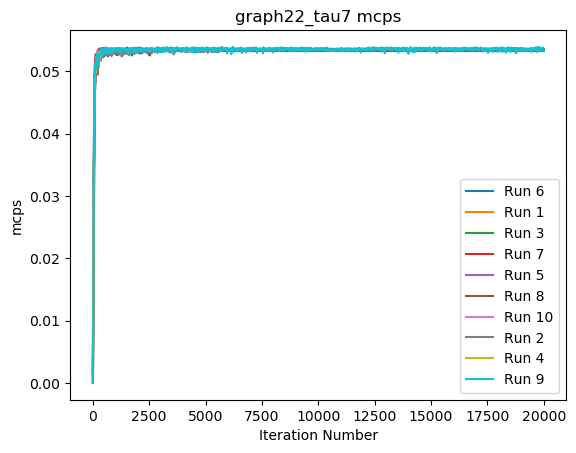 graph22_tau7 mcps
mcps
0.05
0.04
0.03
0.02
0.01
0.00
Run 6
Run 1
Run 3
Run 7
Run 5
Run 8
Run 10
Run 2
Run 4
Run 9
0 2500 5000 7500 10000 12500 15000 17500 20000
Iteration Number